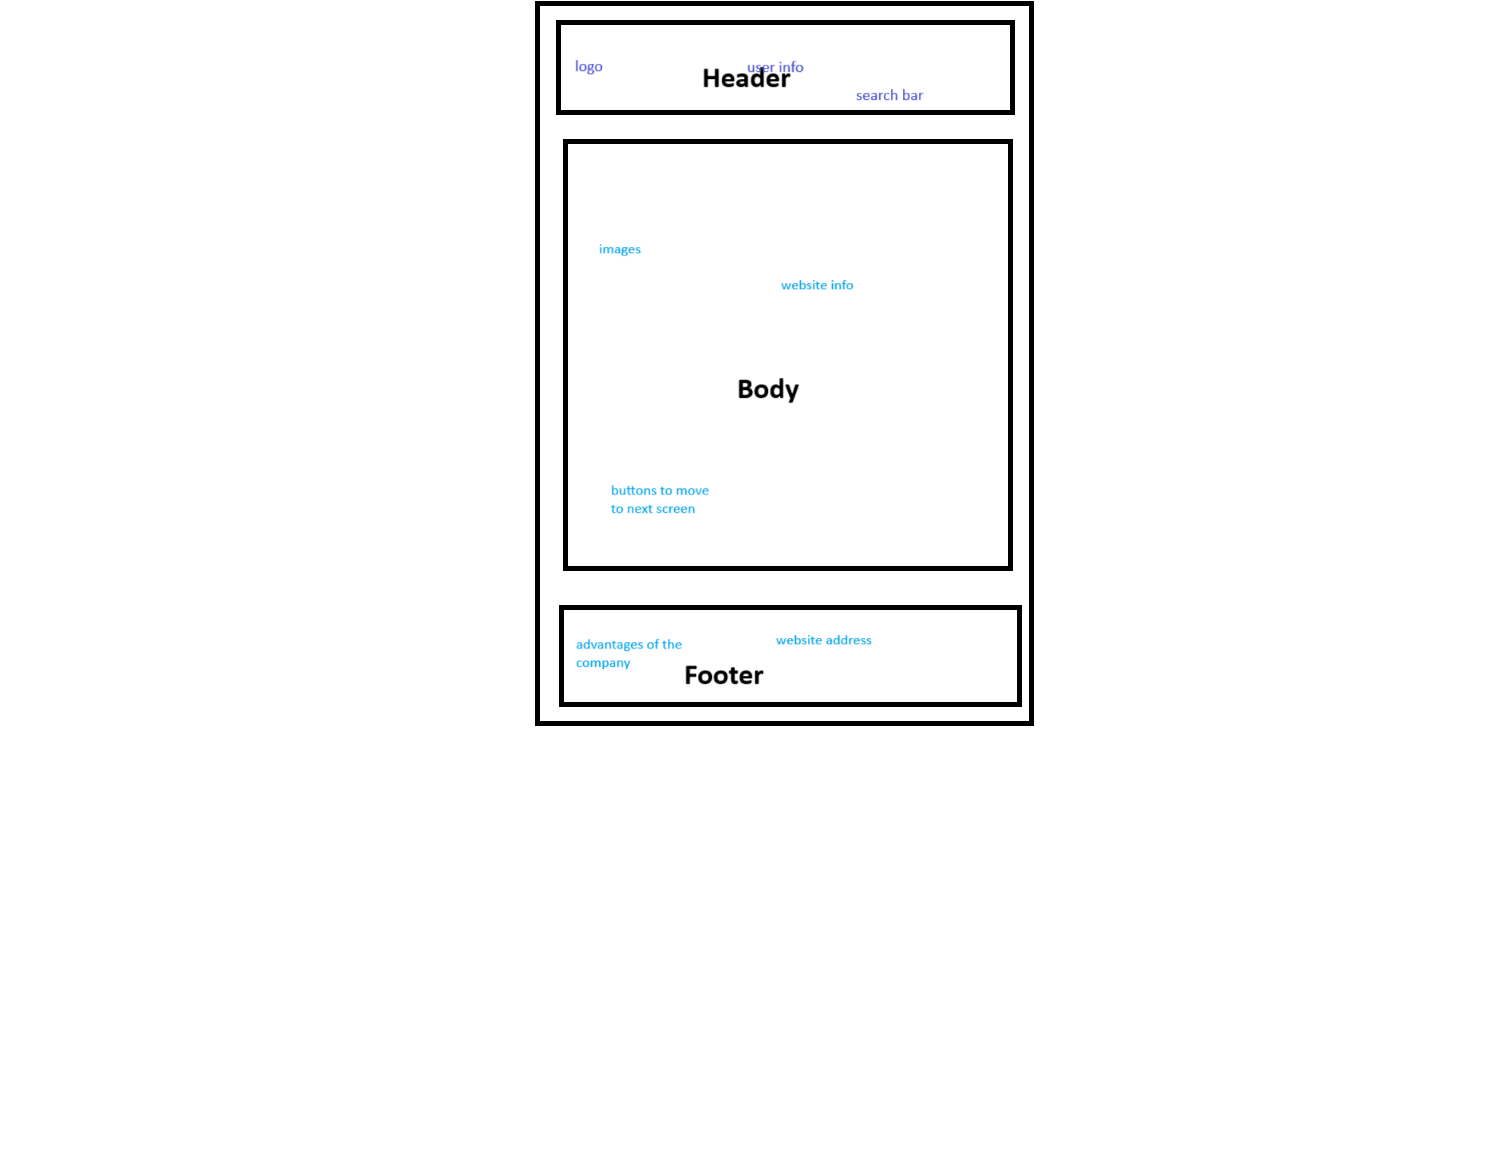 logo
user info
Header
search bar
images
website info
Body
buttons to move
to next screen
advantages of the
company
website address
Footer